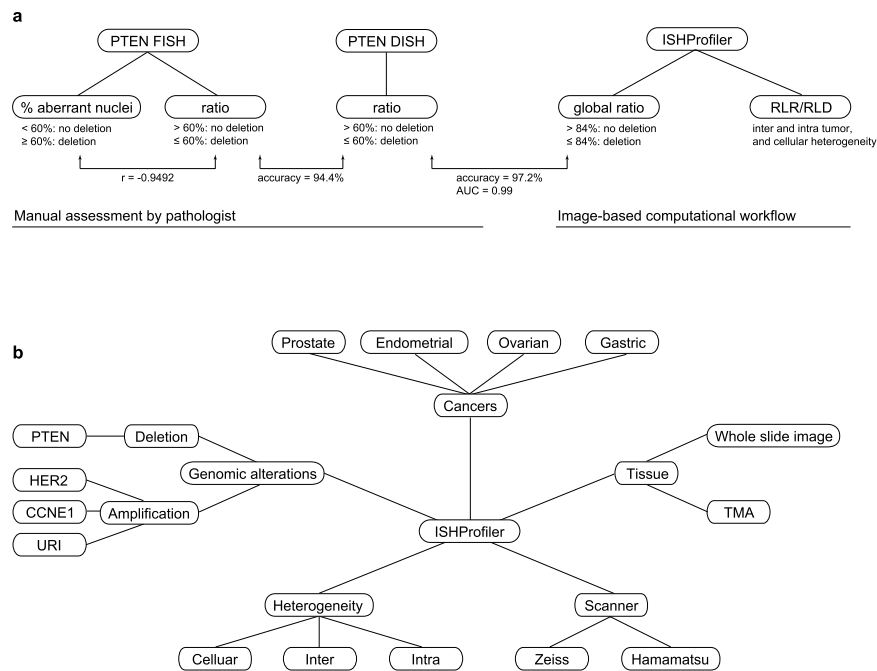 a
PTEN FISH
PTEN DISH
ISHProfiler
% aberrant nuclei
ratio
ratio
global ratio
RLR/RLD
< 60%: no deletion
≥ 60%: deletion
> 60%: no deletion
≤ 60%: deletion
> 60%: no deletion
≤ 60%: deletion
> 84%: no deletion
≤ 84%: deletion
inter and intra tumor,
and cellular heterogeneity
r = -0.9492
accuracy = 94.4%
accuracy = 97.2%
AUC = 0.99
Manual assessment by pathologist
Image-based computational workflow
b
Prostate
Endometrial
Ovarian
Gastric
Cancers
PTEN
Deletion
Whole slide image
Genomic alterations
Tissue
HER2
CCNE1
Amplification
TMA
URI
ISHProfiler
Heterogeneity
Scanner
Celluar
Inter
Intra
Zeiss
Hamamatsu